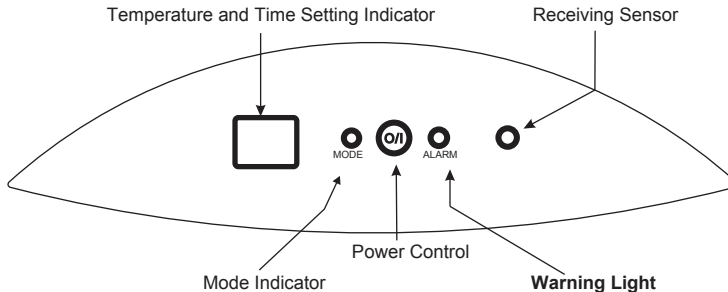 Temperature and Time Setting Indicator
Receiving Sensor
O/I
MODE
ALARM
Power Control
Mode Indicator
Warning Light